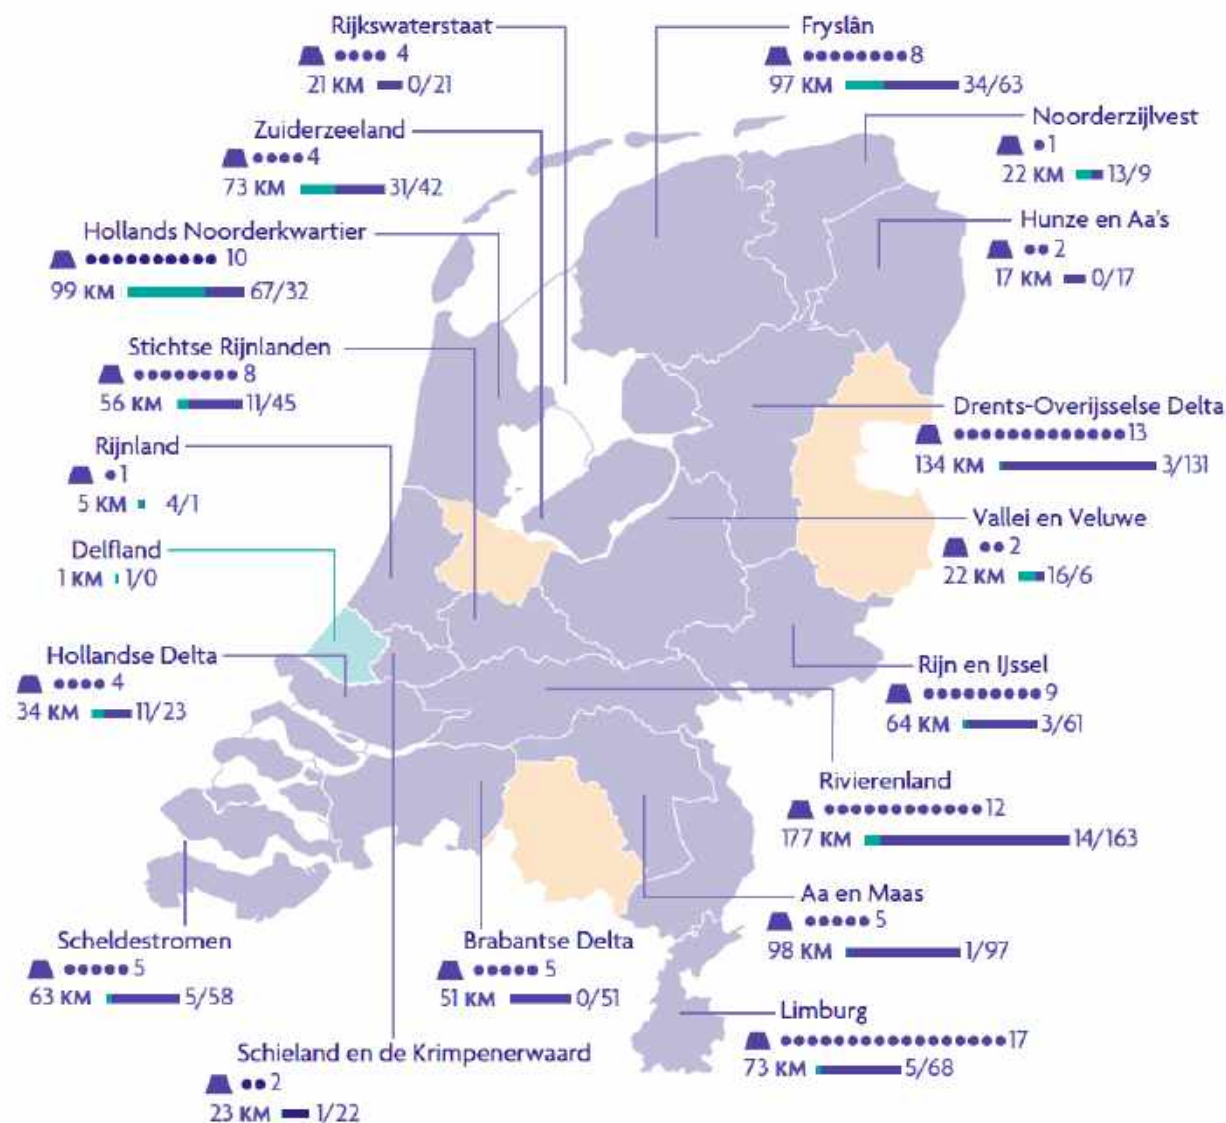 Rijkswaterstaat
4
21 KM 0/21
Fryslân
8
97 KM 34/63
Zuiderzeeland
4
73 KM 31/42
Noorderzijlvest
1
22 KM 13/9
Hollands Noorderkwartier
10
99 KM 67/32
Hunze en Aa's
2
17 KM 0/17
Stichtse Rijnlanden
8
56 KM 11/45
Drents-Overijsselse Delta
13
134 KM 3/131
Rijnland
1
5 KM 4/1
Vallei en Veluwe
2
22 KM 16/6
Delfland
1 KM 1/0
Hollandse Delta
4
34 KM 11/23
Rijn en IJssel
9
64 KM 3/61
Rivierenland
12
177 KM 14/163
Aa en Maas
5
98 KM 1/97
Scheldestromen
5
63 KM 5/58
Brabantse Delta
5
51 KM 0/51
Limburg
17
73 KM 5/68
Schieland en de Krimpenerwaard
2
23 KM 1/22